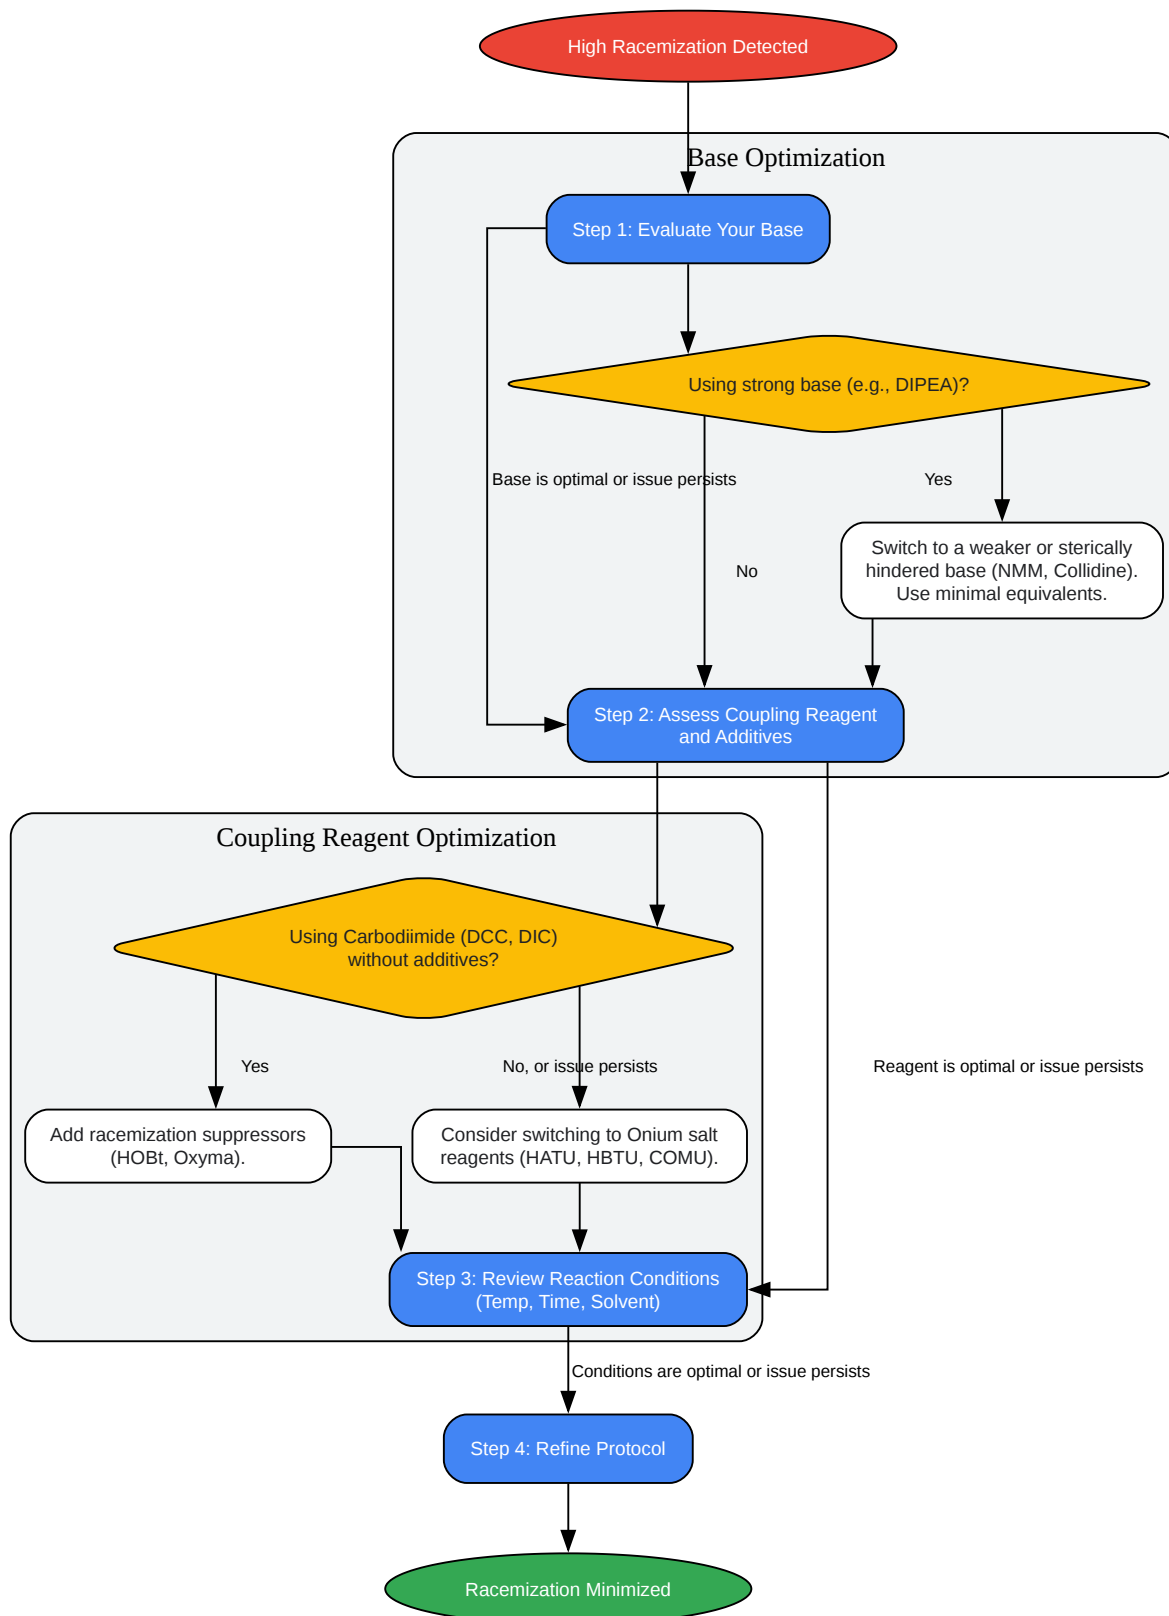 High Racemization Detected
Base Optimization
Step 1: Evaluate Your Base
Using strong base (e.g., DIPEA)?
Base is optimal or issue persists
Yes
Switch to a weaker or sterically
hindered base (NMM, Collidine).
Use minimal equivalents.
No
Step 2: Assess Coupling Reagent
and Additives
Coupling Reagent Optimization
Using Carbodiimide (DCC, DIC)
without additives?
Yes
No, or issue persists
Reagent is optimal or issue persists
Add racemization suppressors
(HOBt, Oxyma).
Consider switching to Onium salt
reagents (HATU, HBTU, COMU).
Step 3: Review Reaction Conditions
(Temp, Time, Solvent)
Conditions are optimal or issue persists
Step 4: Refine Protocol
Racemization Minimized